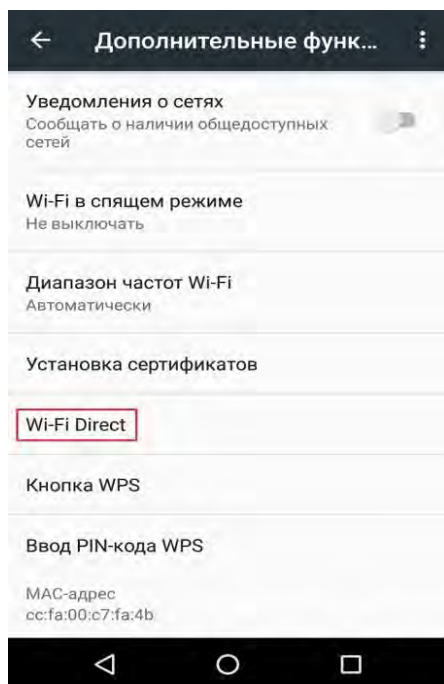 Дополнительные функ...
Уведомления о сетях
Сообщать о наличии общедоступных
сетей
Wi-Fi в спящем режиме
Не выключать
Диапазон частот Wi-Fi
Автоматически
Установка сертификатов
Wi-Fi Direct
Кнопка WPS
Ввод PIN-кода WPS
MAC-адрес
cc:fa:00:c7:fa:4b